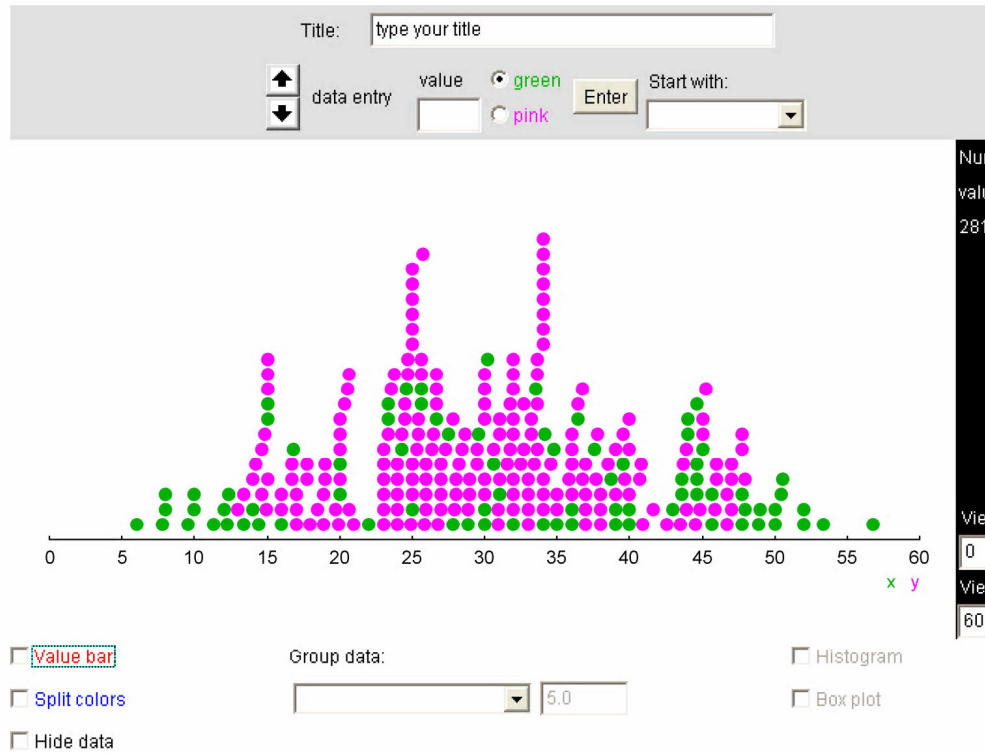 Title: type your title
value green Start with:
data entry Enter
pink
281
0 5 10 15 20 25 30 35 40 45 50 55 60
x y
0
60
Value bar Group data: Histogram
Split colors 5.0 Box plot
Hide data